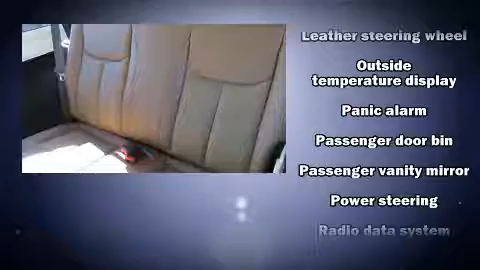 Leather steering wheel
Outside
temperature display
Panic alarm
Passenger door bin
Passenger vanity mirror
Power steering
Radio data system